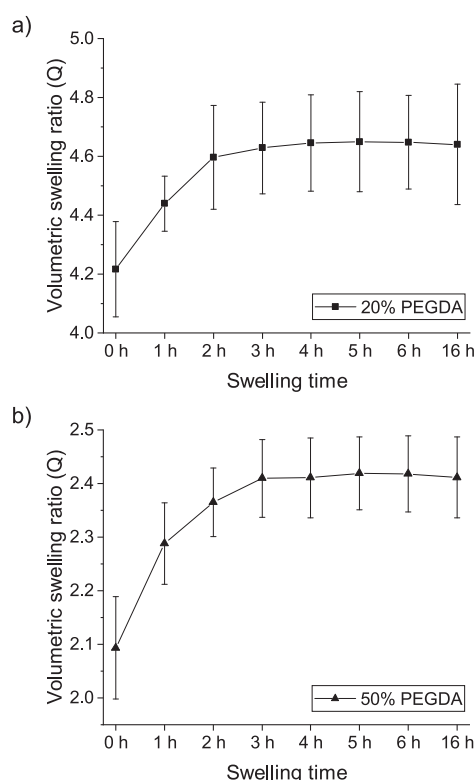 a)
5.0
4.8
4.6
4.4
4.2
4.0
Volumetric swelling ratio (Q)
20% PEGDA
0 h 1 h 2 h 3 h 4 h 5 h 6 h 16 h
Swelling time
b)
2.5
2.4
2.3
2.2
2.1
2.0
Volumetric swelling ratio (Q)
50% PEGDA
0 h 1 h 2 h 3 h 4 h 5 h 6 h 16 h
Swelling time